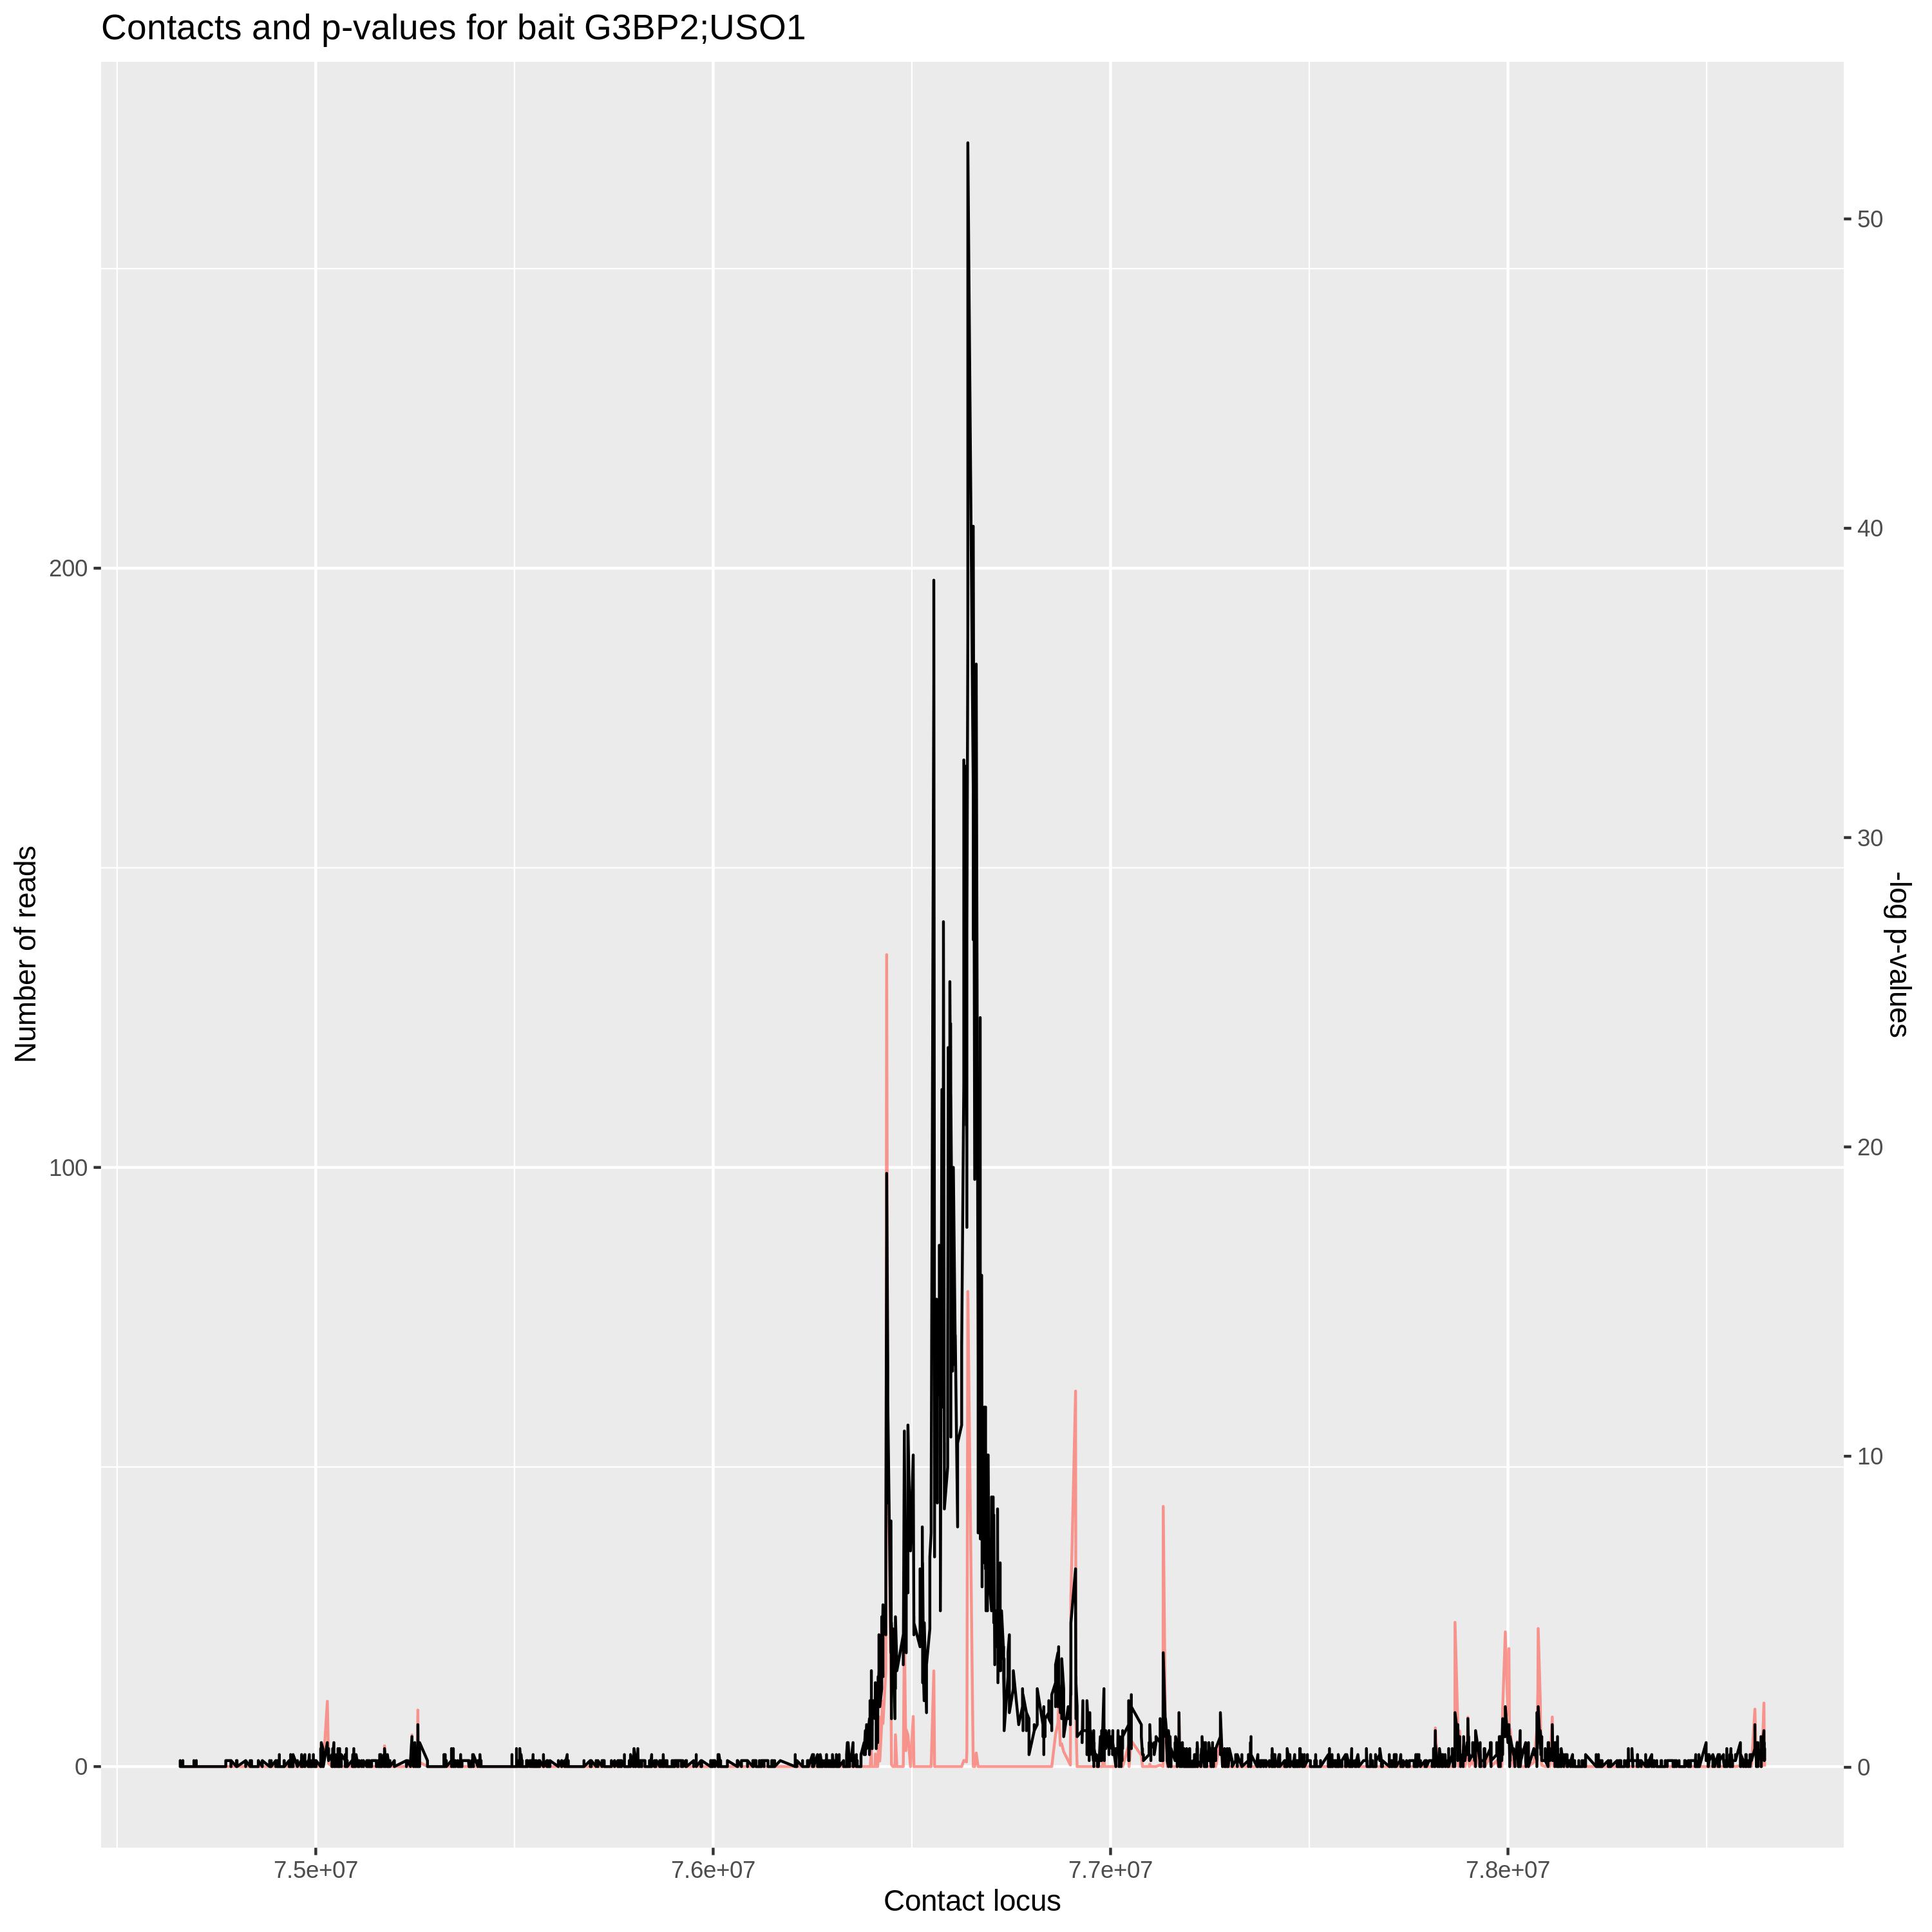 Contacts and p-values for bait G3BP2;USO1
Number of reads
200
100
0
50
40
30
20
10
0
-log p-values
7.5e+07
7.6e+07
7.7e+07
7.8e+07
Contact locus